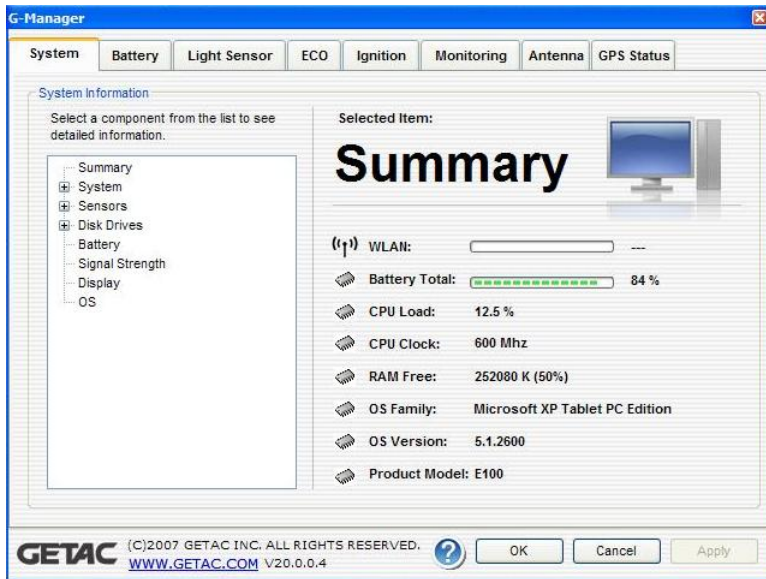 G-Manager
System Battery Light Sensor ECO Ignition Monitoring Antenna GPS Status
System Information
Select a component from the list to see
detailed information.
Summary
System
Sensors
Disk Drives
Battery
Signal Strength
Display
OS
Selected Item:
Summary
WLAN: ---
Battery Total: 84 %
CPU Load: 12.5 %
CPU Clock: 600 Mhz
RAM Free: 252080 K (50%)
OS Family: Microsoft XP Tablet PC Edition
OS Version: 5.1.2600
Product Model: E100
GETAC (C)2007 GETAC INC. ALL RIGHTS RESERVED.
WWW.GETAC.COM V20.0.0.4
? OK Cancel Apply